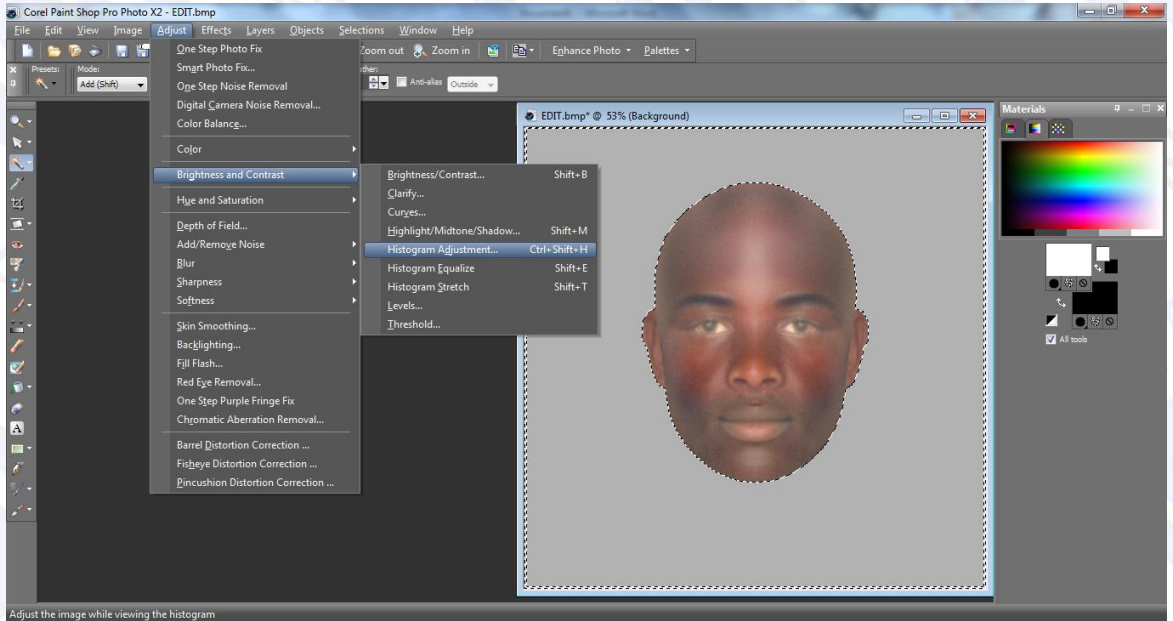 Corel Paint Shop Pro Photo X2 - EDIT.bmp
File Edit View Image Adjust Effects Layers Objects Selections Window Help
Zoom out Zoom in Enhance Photo Palettes
Presets: Mode:
Add (Shift) Anti-alias Outside
One Step Photo Fix
Smart Photo Fix...
One Step Noise Removal
Digital Camera Noise Removal...
Color Balance...
Color
Brightness and Contrast
Hue and Saturation
Depth of Field...
Add/Remove Noise
Blur
Sharpness
Softness
Skin Smoothing...
Backlighting...
Fill Flash...
Red Eye Removal...
One Step Purple Fringe Fix
Chromatic Aberration Removal...
Barrel Distortion Correction ...
Fisheye Distortion Correction ...
Pincushion Distortion Correction ...
Brightness/Contrast... Shift+B
Clarify...
Curves...
Highlight/Midtone/Shadow... Shift+M
Histogram Adjustment... Ctrl+Shift+H
Histogram Equalize Shift+E
Histogram Stretch Shift+T
Levels...
Threshold...
EDIT.bmp* @ 53% (Background)
Materials
All tools
Adjust the image while viewing the histogram